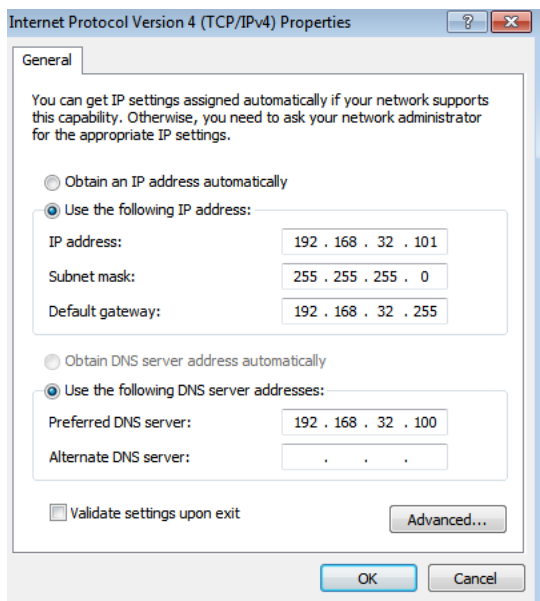 Internet Protocol Version 4 (TCP/IPv4) Properties
?
General
You can get IP settings assigned automatically if your network supports
this capability. Otherwise, you need to ask your network administrator
for the appropriate IP settings.
Obtain an IP address automatically
Use the following IP address:
IP address: 192 . 168 . 32 . 101
Subnet mask: 255 . 255 . 255 . 0
Default gateway: 192 . 168 . 32 . 255
Obtain DNS server address automatically
Use the following DNS server addresses:
Preferred DNS server: 192 . 168 . 32 . 100
Alternate DNS server: . . .
Validate settings upon exit
Advanced...
OK Cancel